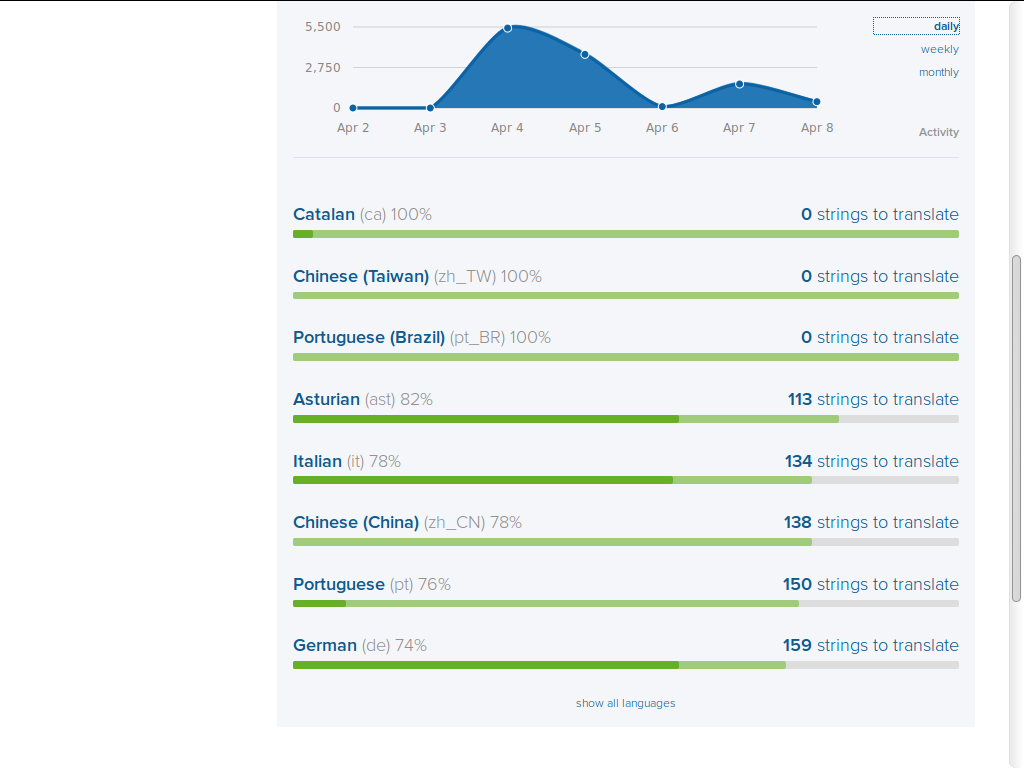 5,500
daily
weekly
2,750
monthly
0
Apr 2 Apr 3 Apr 4 Apr 5 Apr 6 Apr 7 Apr 8
Activity
Catalan (ca) 100% 0 strings to translate
Chinese (Taiwan) (zh_TW) 100% 0 strings to translate
Portuguese (Brazil) (pt_BR) 100% 0 strings to translate
Asturian (ast) 82% 113 strings to translate
Italian (it) 78% 134 strings to translate
Chinese (China) (zh_CN) 78% 138 strings to translate
Portuguese (pt) 76% 150 strings to translate
German (de) 74% 159 strings to translate
show all languages